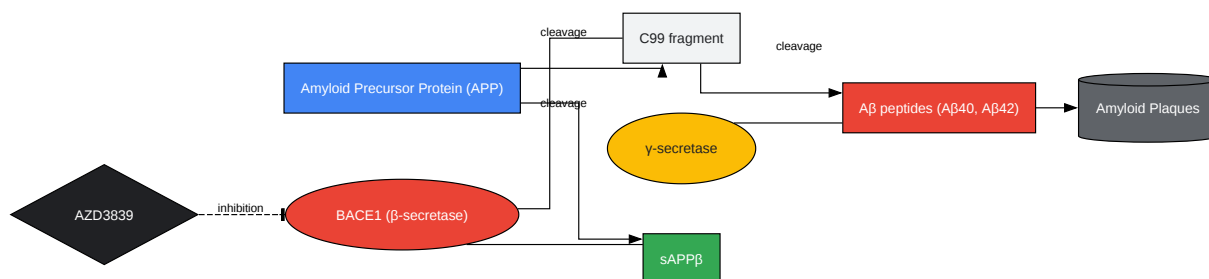 cleavage
C99 fragment
cleavage
Amyloid Precursor Protein (APP)
cleavage
Aβ peptides (Aβ40, Aβ42)
Amyloid Plaques
γ-secretase
AZD3839
inhibition
BACE1 (β-secretase)
sAPPβ